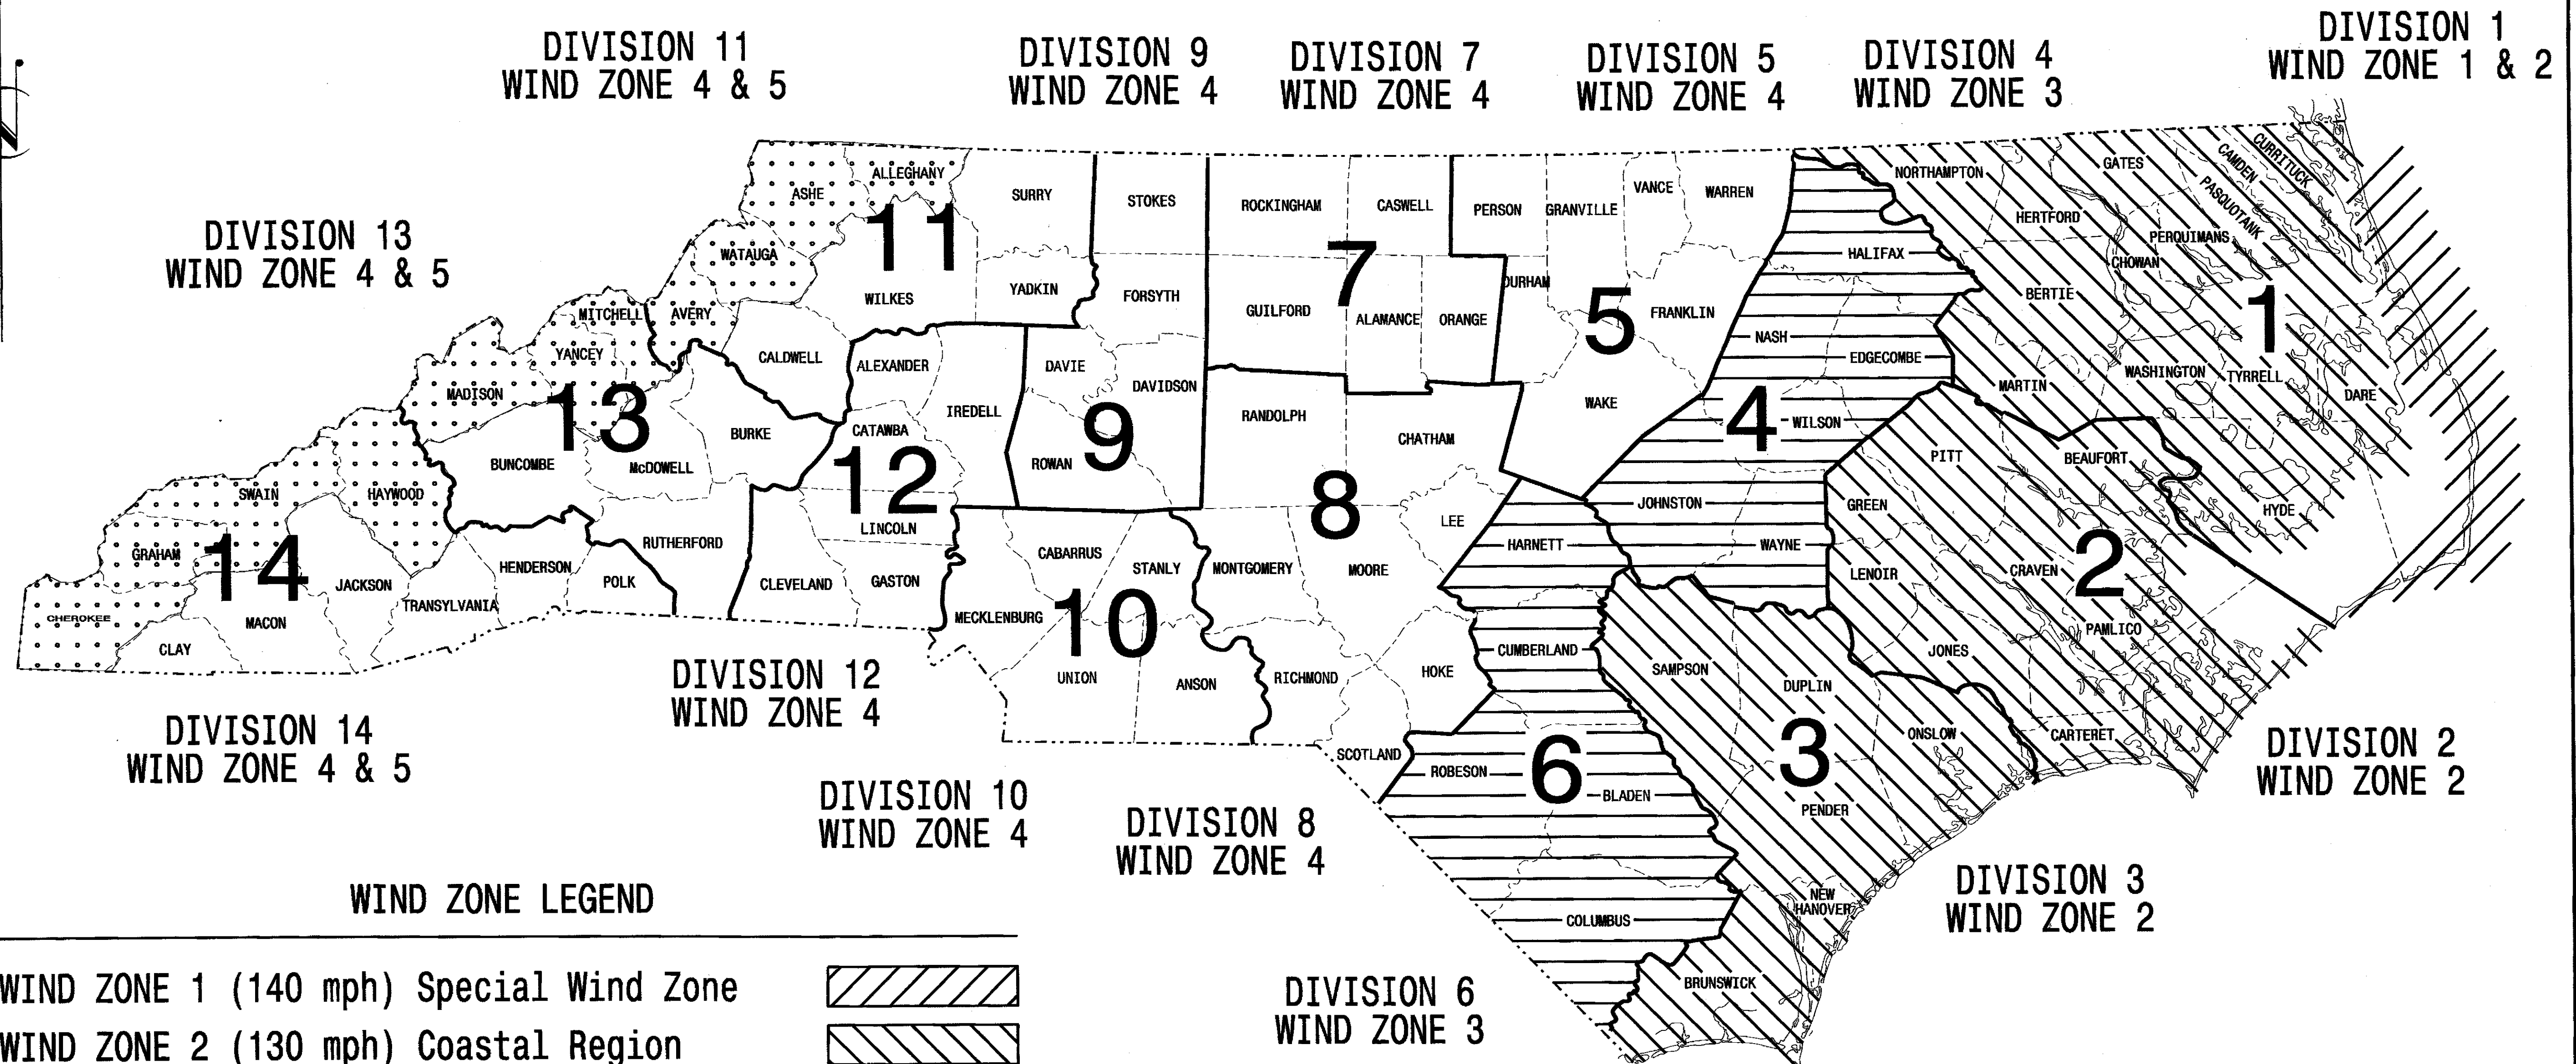 DIVISION 11
WIND ZONE 4 & 5
DIVISION 9
WIND ZONE 4
DIVISION 7
WIND ZONE 4
DIVISION 5
WIND ZONE 4
DIVISION 4
WIND ZONE 3
DIVISION 1
WIND ZONE 1 & 2
N
DIVISION 13
WIND ZONE 4 & 5
ASHE
ALLEGHANY
SURRY
STOKES
ROCKINGHAM
CASWELL
PERSON
GRANVILLE
VANCE
WARREN
NORTHAMPTON
GATES
CAMDEN
CURRITUCK
PASQUOTANK
HERTFORD
PERQUIMANS
CHOWAN
HALIFAX
11
WATAUGA
WILKES
YADKIN
FORSYTH
7
GUILFORD
ALAMANCE
ORANGE
DURHAM
5
FRANKLIN
NASH
EDGECOMBE
BERTIE
1
MITCHELL
AVERY
YANCEY
CALDWELL
ALEXANDER
DAVIE
DAVIDSON
MADISON
13
IREDELL
RANDOLPH
WAKE
4
WILSON
MARTIN
WASHINGTON
TYRRELL
DARE
BURKE
CATAWBA
9
ROWAN
CHATHAM
PITT
BEAUFORT
BUNCOMBE
McDOWELL
12
LINCOLN
8
LEE
JOHNSTON
GREEN
HYDE
SWAIN
HAYWOOD
GRAHAM
14
JACKSON
MACON
CHEROKEE
CLAY
TRANSYLVANIA
HENDERSON
POLK
RUTHERFORD
CLEVELAND
GASTON
CABARRUS
STANLY
MECKLENBURG
10
UNION
ANSON
MONTGOMERY
MOORE
RICHMOND
HOKE
SCOTLAND
HARNETT
WAYNE
LENOIR
CRAVEN
2
PAMLICO
JONES
CUMBERLAND
SAMPSON
DUPLIN
3
ONSLOW
CARTERET
ROBESON
6
BLADEN
PENDER
COLUMBUS
NEW
HANOVER
BRUNSWICK
DIVISION 14
WIND ZONE 4 & 5
DIVISION 12
WIND ZONE 4
DIVISION 10
WIND ZONE 4
DIVISION 8
WIND ZONE 4
DIVISION 2
WIND ZONE 2
DIVISION 3
WIND ZONE 2
DIVISION 6
WIND ZONE 3
WIND ZONE LEGEND
WIND ZONE 1 (140 mph) Special Wind Zone
WIND ZONE 2 (130 mph) Coastal Region